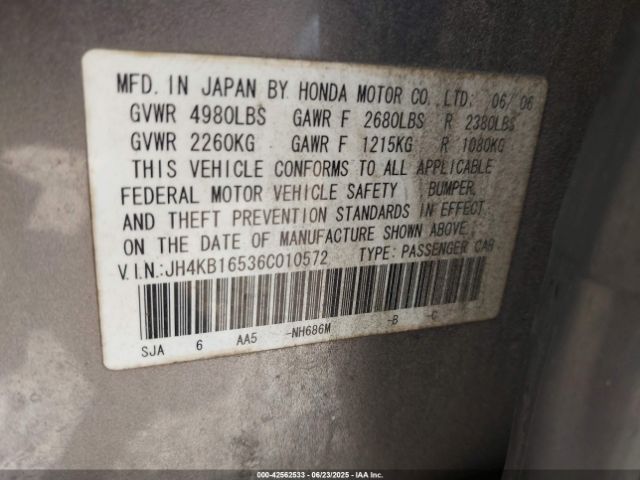 MFD. IN JAPAN BY HONDA MOTOR CO.,LTD. 06/06
GVWR 4980LBS GAWR F 2680LBS R 2380LBS
GVWR 2260KG GAWR F 1215KG R 1080KG
THIS VEHICLE CONFORMS TO ALL APPLICABLE
FEDERAL MOTOR VEHICLE SAFETY BUMPER,
AND THEFT PREVENTION STANDARDS IN EFFECT
ON THE DATE OF MANUFACTURE SHOWN ABOVE.
V.I.N.:JH4KB16536C010572 TYPE: PASSENGER CAR
SJA 6 AA5 -NH686M -B -C
000-42562533 - 06/23/2025 - IAA Inc.